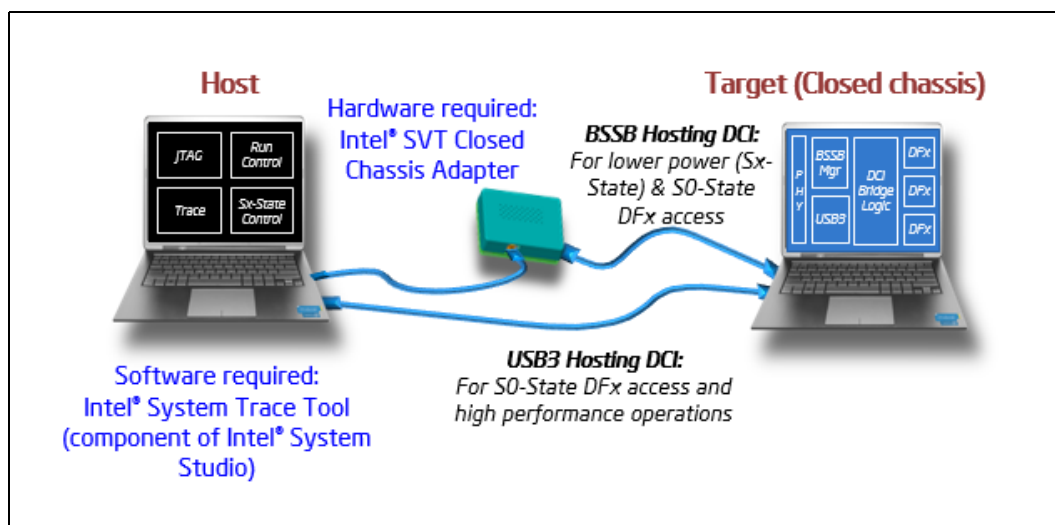 Host
Target (Closed chassis)
Hardware required:
Intel® SVT Closed
Chassis Adapter
BSSB Hosting DCI:
For lower power (Sx-
State) & S0-State
DFx access
JTAG
Run
Control
Trace
Sx-State
Control
P
H
Y
BSSB
Mgr
USB3
DCI
Bridge
Logic
DFx
DFx
DFx
USB3 Hosting DCI:
For S0-State DFx access and
high performance operations
Software required:
Intel® System Trace Tool
(component of Intel® System
Studio)